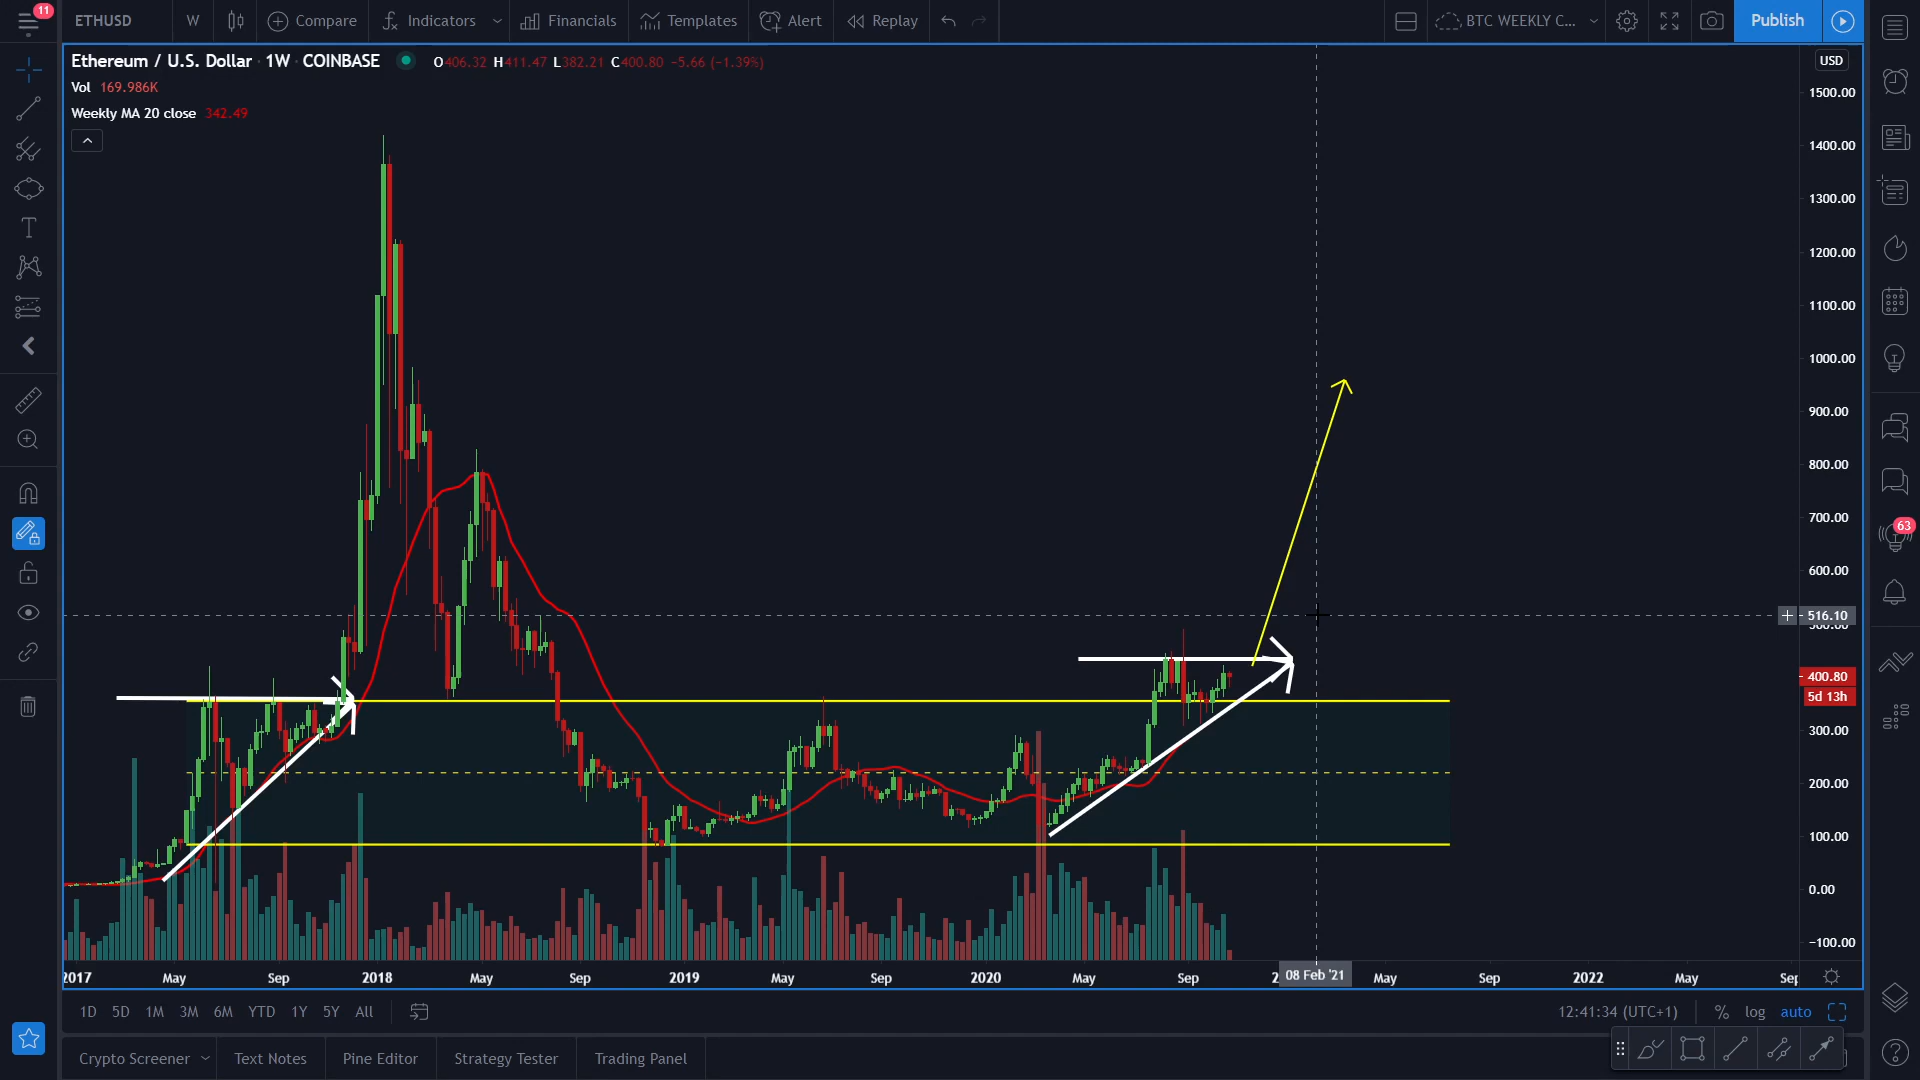 11
ETHUSD W Compare Indicators Financials Templates Alert Replay BTC WEEKLY C... Publish
Ethereum / U.S. Dollar · 1W · COINBASE O406.32 H411.47 L382.21 C400.80 −5.66 (−1.39%)
USD
Vol 169.986K
Weekly MA 20 close 342.49
1500.00
1400.00
1300.00
1200.00
1100.00
1000.00
900.00
800.00
700.00
63
600.00
516.10
400.80
5d 13h
300.00
200.00
100.00
0.00
−100.00
2017 May Sep 2018 May Sep 2019 May Sep 2020 May Sep 08 Feb '21 May Sep 2022 May Sep
1D 5D 1M 3M 6M YTD 1Y 5Y All 12:41:34 (UTC+1) % log auto
Crypto Screener Text Notes Pine Editor Strategy Tester Trading Panel